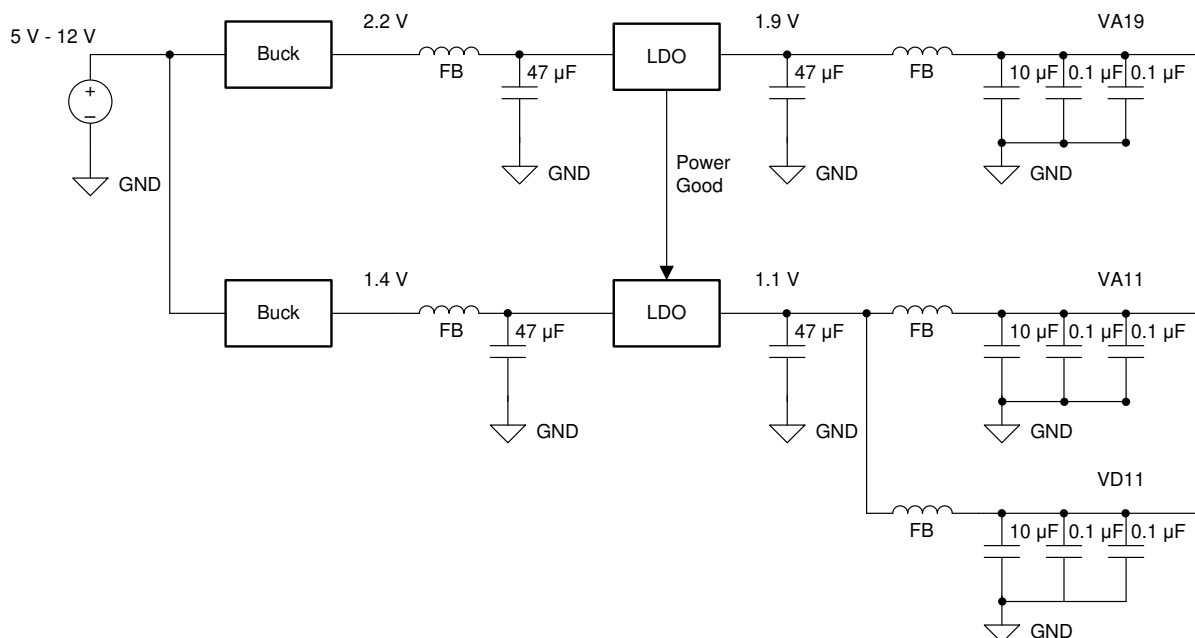 5 V - 12 V
Buck
2.2 V
FB
47 µF
LDO
1.9 V
47 µF
FB
VA19
10 µF
0.1 µF
0.1 µF
GND
GND
GND
GND
Power
Good
Buck
1.4 V
FB
47 µF
LDO
1.1 V
47 µF
FB
VA11
10 µF
0.1 µF
0.1 µF
GND
GND
GND
VD11
FB
10 µF
0.1 µF
0.1 µF
GND